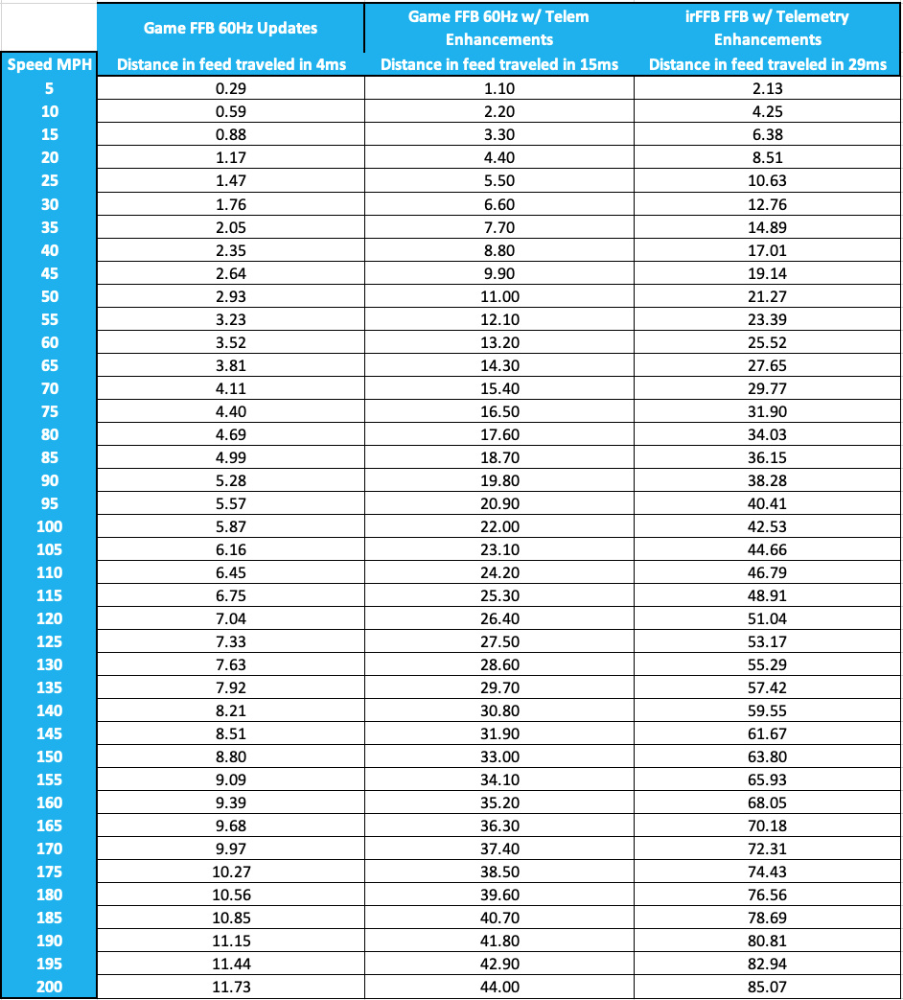 Game FFB 60Hz Updates Game FFB 60Hz w/ Telem Enhancements irFFB FFB w/ Telemetry Enhancements
Speed MPH Distance in feed traveled in 4ms Distance in feed traveled in 15ms Distance in feed traveled in 29ms
5 0.29 1.10 2.13
10 0.59 2.20 4.25
15 0.88 3.30 6.38
20 1.17 4.40 8.51
25 1.47 5.50 10.63
30 1.76 6.60 12.76
35 2.05 7.70 14.89
40 2.35 8.80 17.01
45 2.64 9.90 19.14
50 2.93 11.00 21.27
55 3.23 12.10 23.39
60 3.52 13.20 25.52
65 3.81 14.30 27.65
70 4.11 15.40 29.77
75 4.40 16.50 31.90
80 4.69 17.60 34.03
85 4.99 18.70 36.15
90 5.28 19.80 38.28
95 5.57 20.90 40.41
100 5.87 22.00 42.53
105 6.16 23.10 44.66
110 6.45 24.20 46.79
115 6.75 25.30 48.91
120 7.04 26.40 51.04
125 7.33 27.50 53.17
130 7.63 28.60 55.29
135 7.92 29.70 57.42
140 8.21 30.80 59.55
145 8.51 31.90 61.67
150 8.80 33.00 63.80
155 9.09 34.10 65.93
160 9.39 35.20 68.05
165 9.68 36.30 70.18
170 9.97 37.40 72.31
175 10.27 38.50 74.43
180 10.56 39.60 76.56
185 10.85 40.70 78.69
190 11.15 41.80 80.81
195 11.44 42.90 82.94
200 11.73 44.00 85.07